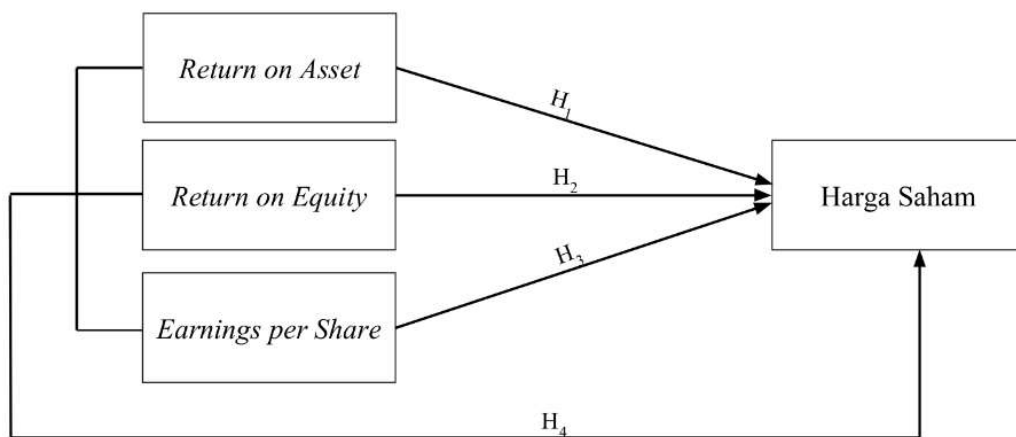 Return on Asset
H₁
Return on Equity
H₂
Harga Saham
H₃
Earnings per Share
H₄